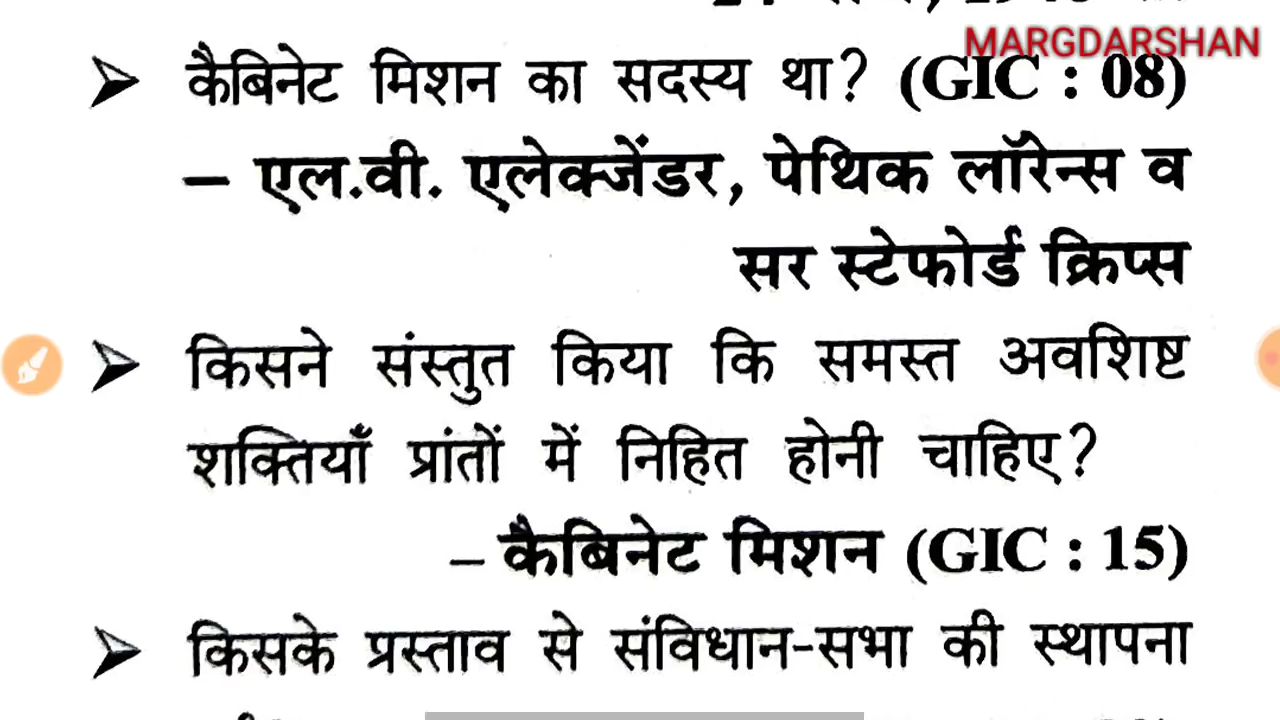 MARGDARSHAN
➢ कैबिनेट मिशन का सदस्य था? (GIC : 08)
– एल.वी. एलेक्जेंडर, पेथिक लॉरेन्स व
सर स्टेफोर्ड क्रिप्स
➢ किसने संस्तुत किया कि समस्त अवशिष्ट
शक्तियाँ प्रांतों में निहित होनी चाहिए?
– कैबिनेट मिशन (GIC : 15)
➢ किसके प्रस्ताव से संविधान-सभा की स्थापना